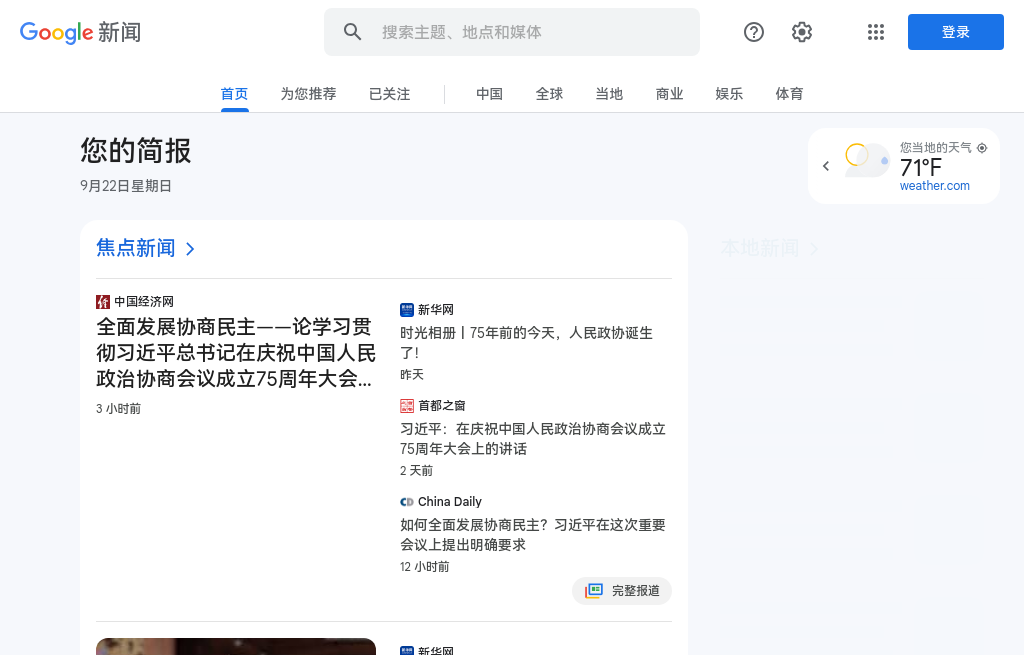 Google 新闻
搜索主题、地点和媒体
登录
首页
为您推荐
已关注
中国
全球
当地
商业
娱乐
体育
您的简报
9月22日星期日
您当地的天气
71°F
weather.com
焦点新闻
本地新闻
中国经济网
全面发展协商民主——论学习贯
彻习近平总书记在庆祝中国人民
政治协商会议成立75周年大会...
3 小时前
新华网
时光相册丨75年前的今天，人民政协诞生
了！
昨天
首都之窗
习近平：在庆祝中国人民政治协商会议成立
75周年大会上的讲话
2 天前
China Daily
如何全面发展协商民主？习近平在这次重要
会议上提出明确要求
12 小时前
完整报道
新华网